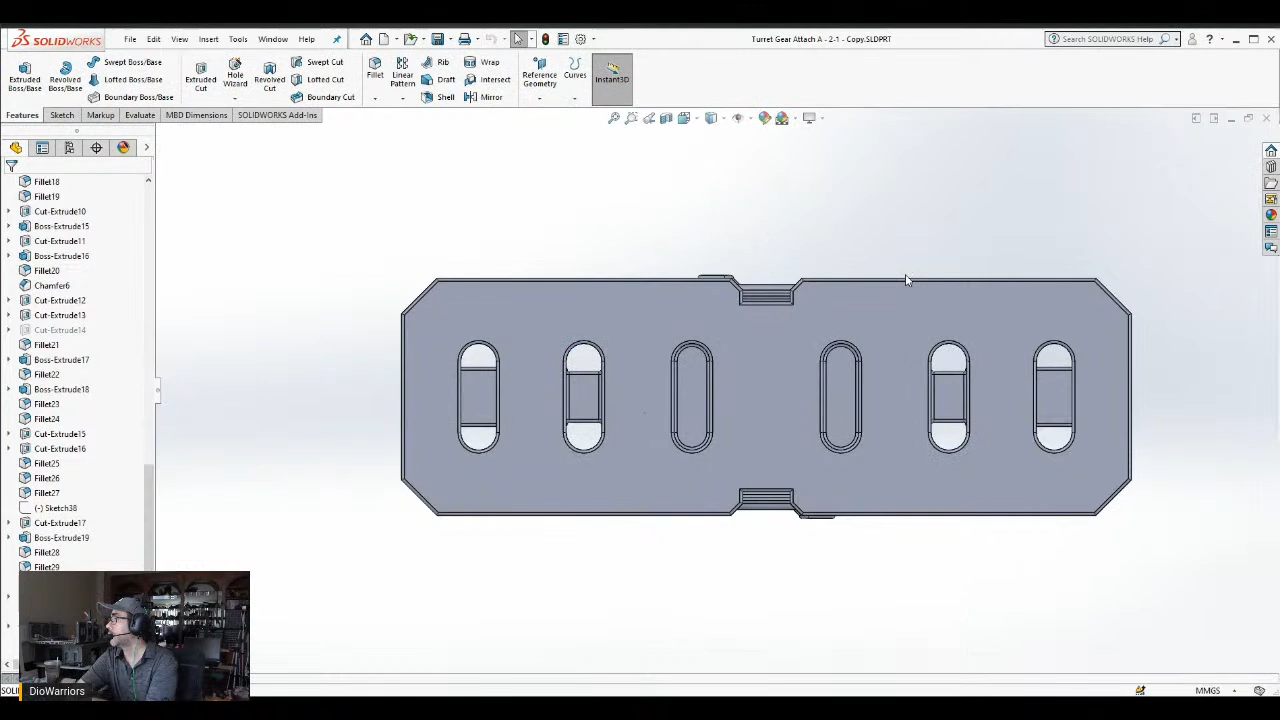 SOLIDWORKS
File Edit View Insert Tools Window Help
Turret Gear Attach A - 2-1 - Copy.SLDPRT
Search SOLIDWORKS Help
Extruded Boss/Base
Revolved Boss/Base
Swept Boss/Base
Lofted Boss/Base
Boundary Boss/Base
Extruded Cut
Hole Wizard
Revolved Cut
Swept Cut
Lofted Cut
Boundary Cut
Fillet
Linear Pattern
Rib
Draft
Shell
Wrap
Intersect
Mirror
Reference Geometry
Curves
Instant3D
Features Sketch Markup Evaluate MBD Dimensions SOLIDWORKS Add-Ins
Fillet18
Fillet19
Cut-Extrude10
Boss-Extrude15
Cut-Extrude11
Boss-Extrude16
Fillet20
Chamfer6
Cut-Extrude12
Cut-Extrude13
Cut-Extrude14
Fillet21
Boss-Extrude17
Fillet22
Boss-Extrude18
Fillet23
Fillet24
Cut-Extrude15
Cut-Extrude16
Fillet25
Fillet26
Fillet27
(-) Sketch38
Cut-Extrude17
Boss-Extrude19
Fillet28
Fillet29
DioWarriors
MMGS